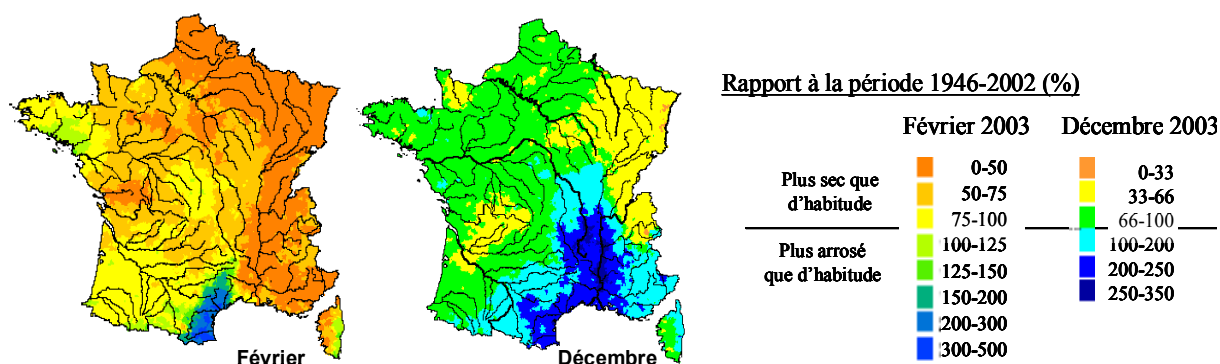 Février
Décembre
Rapport à la période 1946-2002 (%)
Février 2003
Décembre 2003
Plus sec que
d'habitude
Plus arrosé
que d'habitude
0-50
50-75
75-100
100-125
125-150
150-200
200-300
300-500
0-33
33-66
66-100
100-200
200-250
250-350